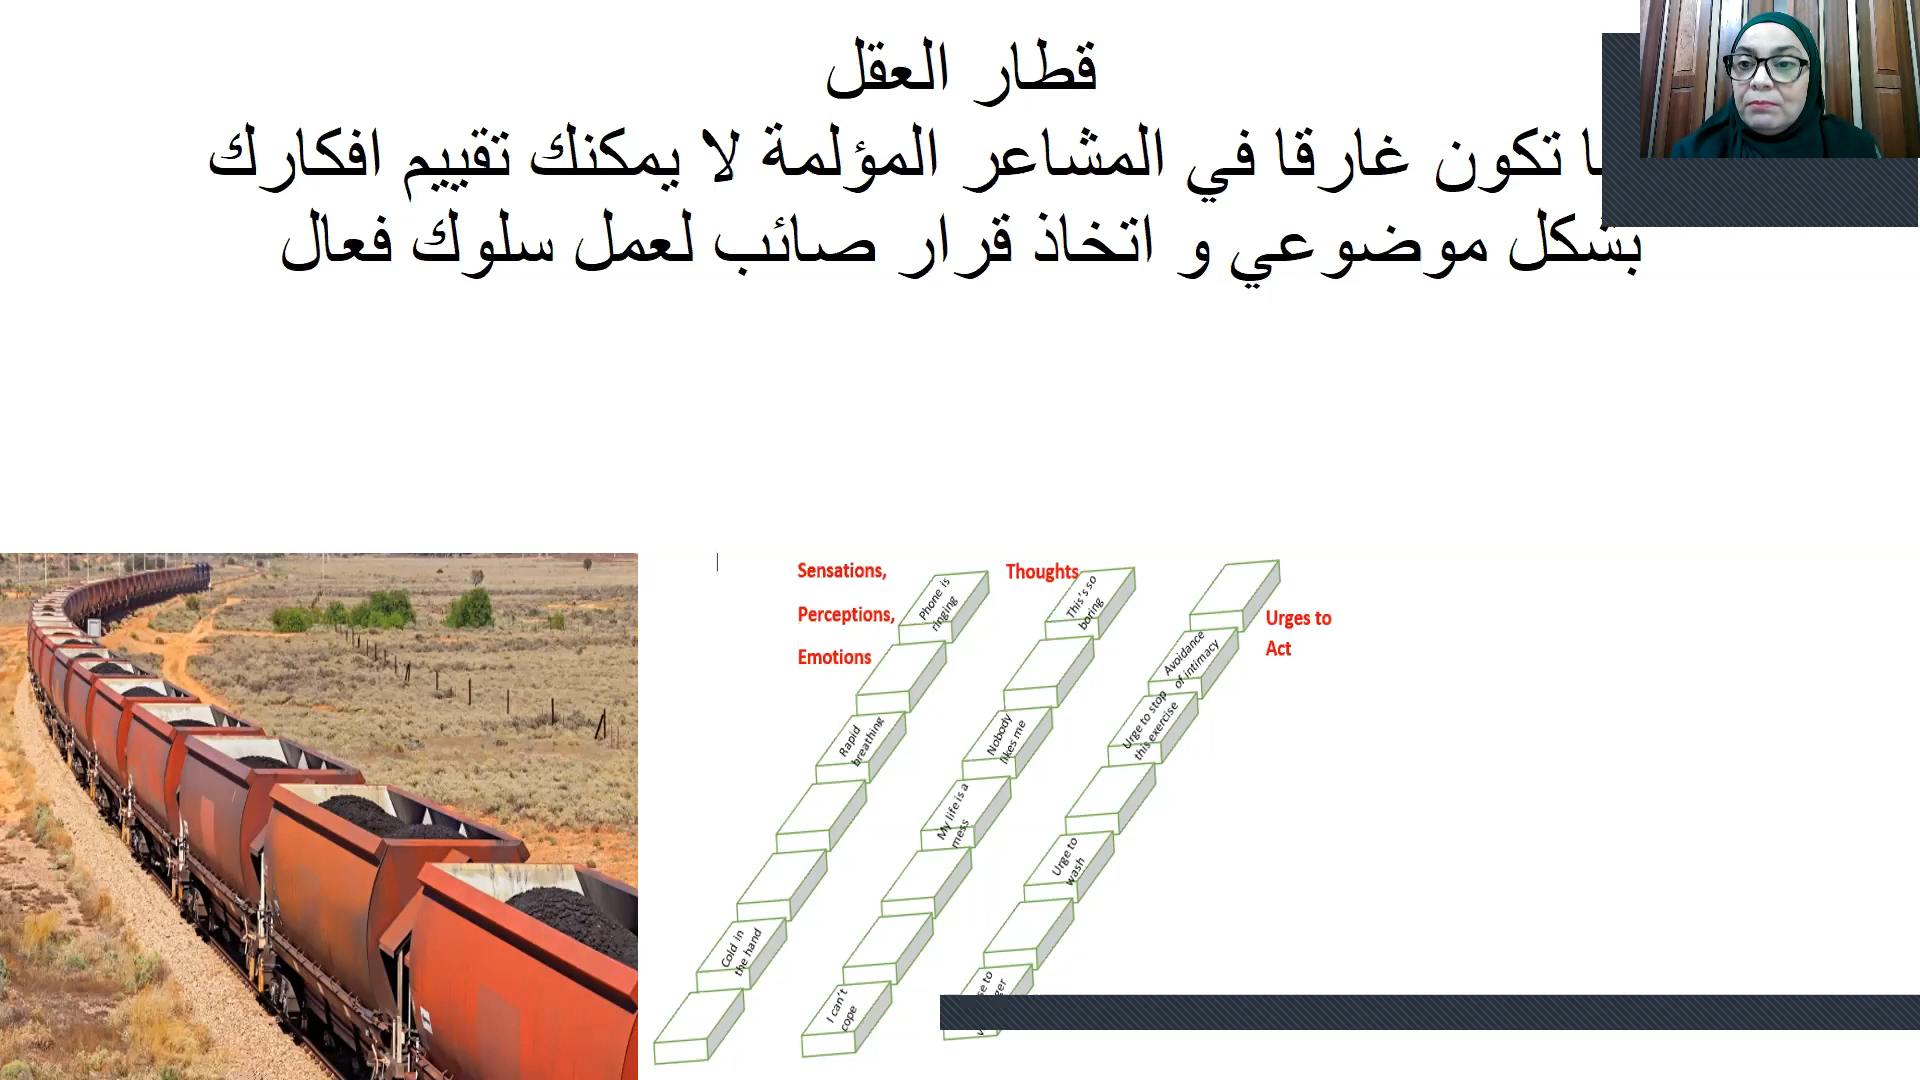 قطار العقل
تكون غارقا في المشاعر المؤلمة لا يمكنك تقييم افكارك
بشكل موضوعي و اتخاذ قرار صائب لعمل سلوك فعال
Sensations,
Perceptions,
Emotions
Phone is
ringing
Rapid
breathing
Cold in
the hand
Thoughts
This's so
boring
Nobody
likes me
My life is a
mess
I can't
cope
Urges to
Act
Avoidance
of intimacy
Urge to stop
this exercise
Urge to
wash